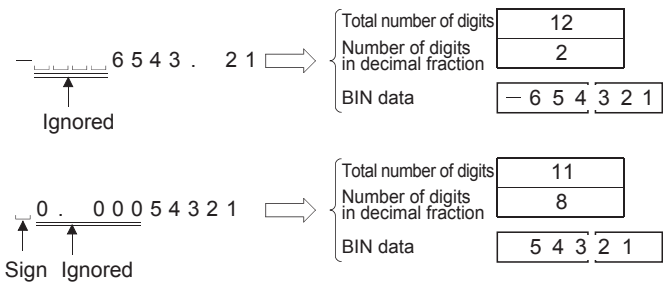 Total number of digits 12
− 6 5 4 3 . 2 1 Number of digits in decimal fraction 2
BIN data − 6 5 4 3 2 1
Ignored
Total number of digits 11
0 . 0 0 0 5 4 3 2 1 Number of digits in decimal fraction 8
BIN data 5 4 3 2 1
Sign Ignored